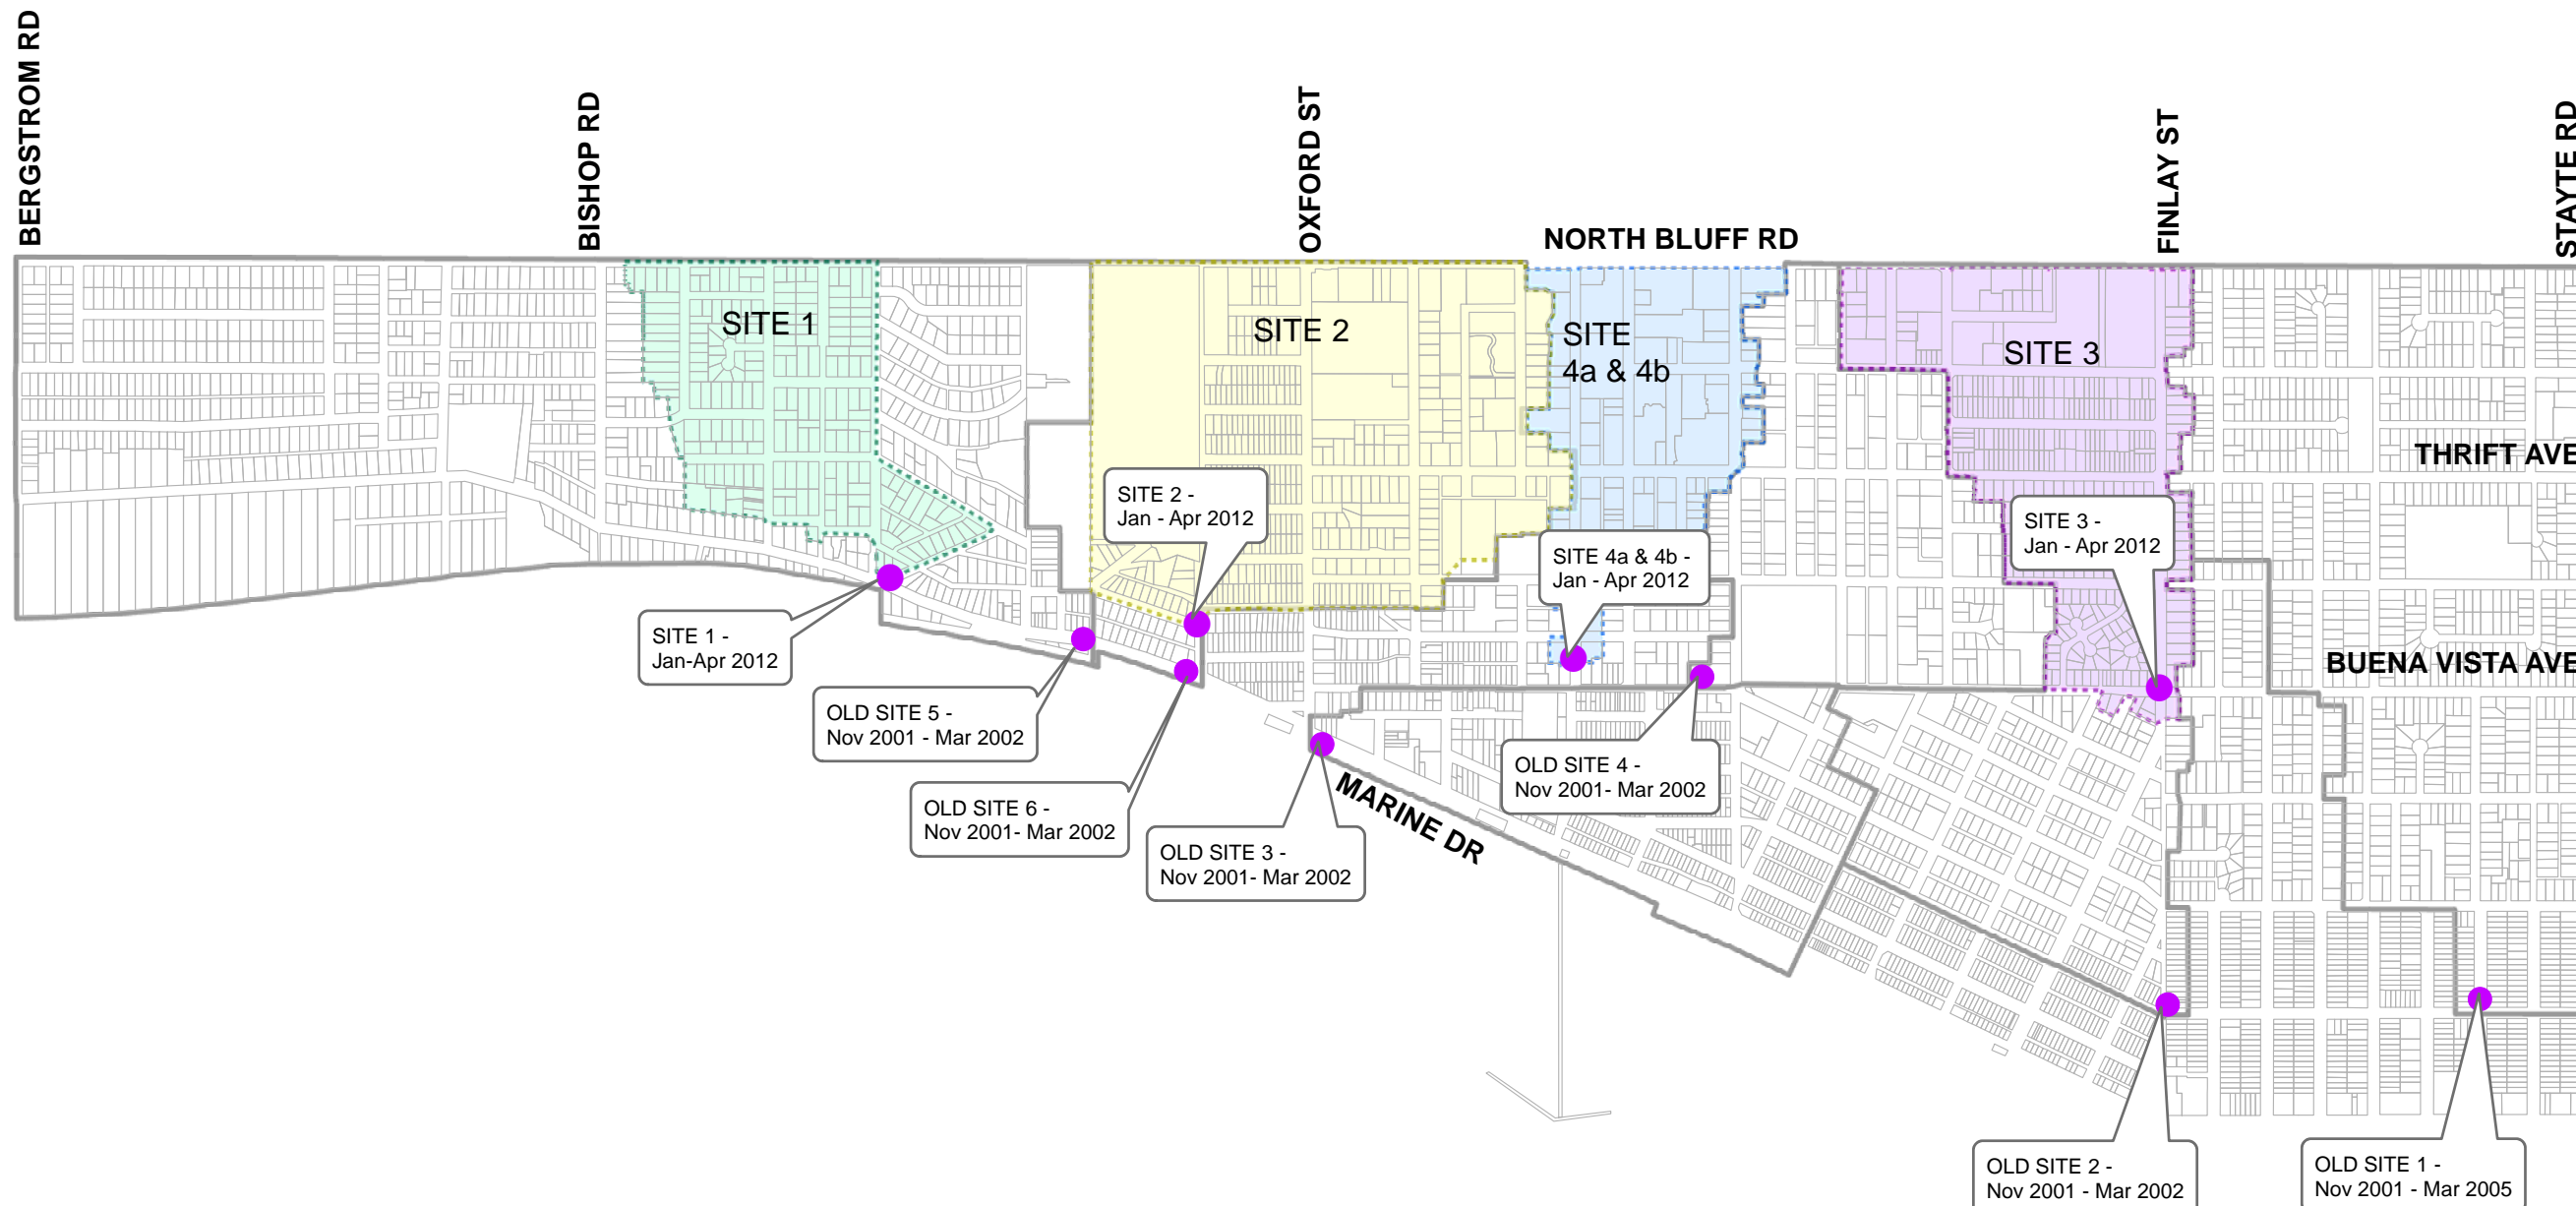 BERGSTROM RD
BISHOP RD
OXFORD ST
NORTH BLUFF RD
FINLAY ST
STAYTE RD
SITE 1
SITE 2
SITE
4a & 4b
SITE 3
THRIFT AVE
SITE 2 -
Jan - Apr 2012
SITE 3 -
Jan - Apr 2012
SITE 4a & 4b -
Jan - Apr 2012
SITE 1 -
Jan-Apr 2012
BUENA VISTA AVE
OLD SITE 5 -
Nov 2001 - Mar 2002
OLD SITE 4 -
Nov 2001- Mar 2002
OLD SITE 6 -
Nov 2001- Mar 2002
MARINE DR
OLD SITE 3 -
Nov 2001- Mar 2002
OLD SITE 2 -
Nov 2001 - Mar 2002
OLD SITE 1 -
Nov 2001 - Mar 2005